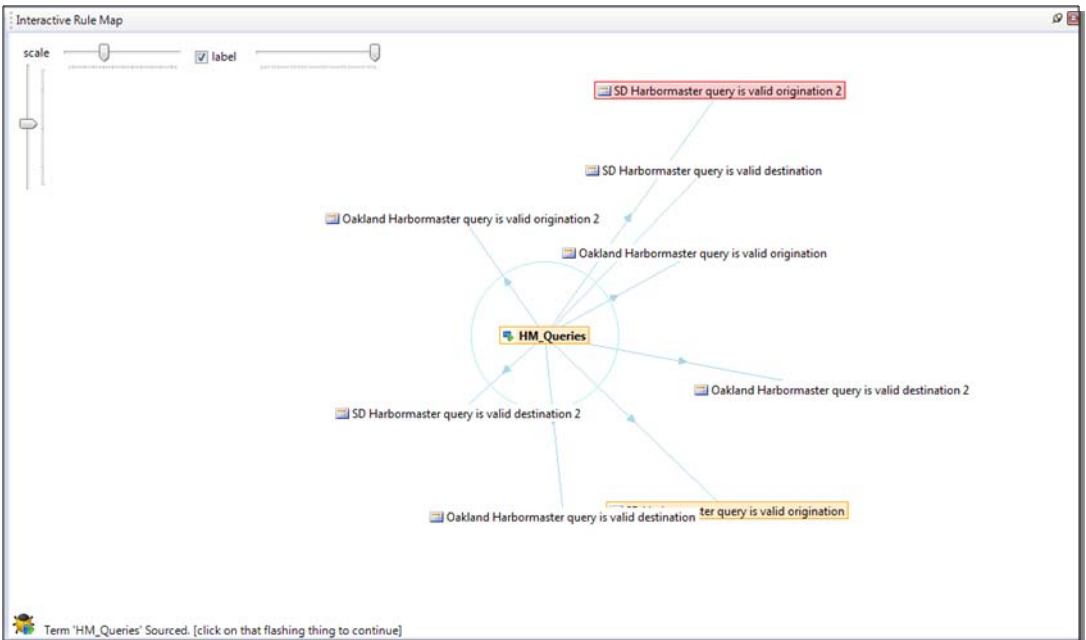 Interactive Rule Map
scale
label
SD Harbormaster query is valid origination 2
SD Harbormaster query is valid destination
Oakland Harbormaster query is valid origination 2
Oakland Harbormaster query is valid origination
HM_Queries
Oakland Harbormaster query is valid destination 2
SD Harbormaster query is valid destination 2
ter query is valid origination
Oakland Harbormaster query is valid destination
Term 'HM_Queries' Sourced. [click on that flashing thing to continue]